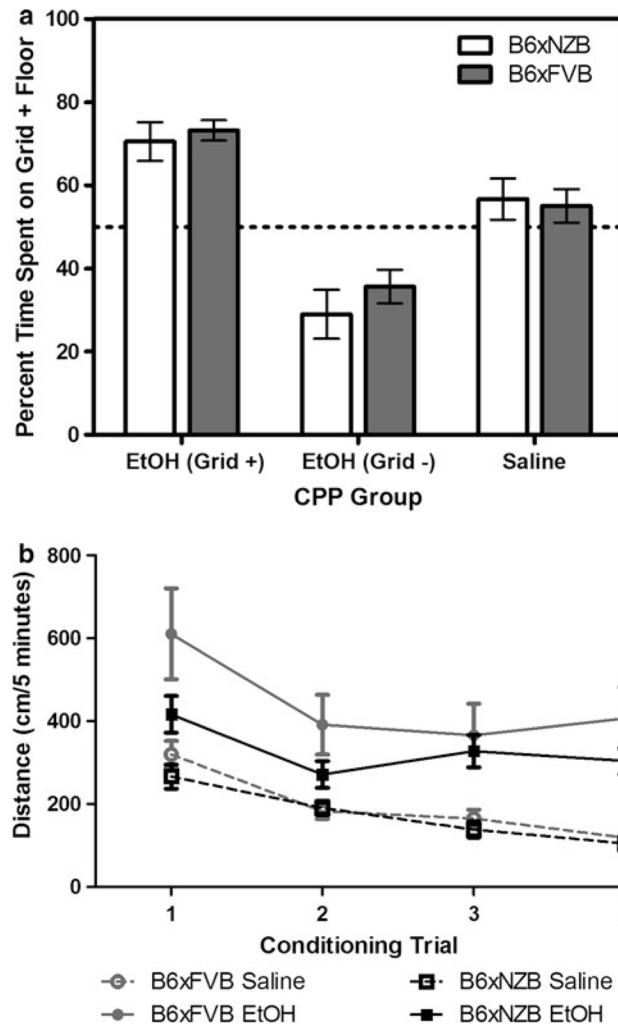 a
100
80
60
40
20
0
Percent Time Spent on Grid + Floor
B6xNZB
B6xFVB
EtOH (Grid +) EtOH (Grid -) Saline
CPP Group
b
800
600
400
200
0
Distance (cm/5 minutes)
1 2 3
Conditioning Trial
B6xFVB Saline B6xNZB Saline
B6xFVB EtOH B6xNZB EtOH